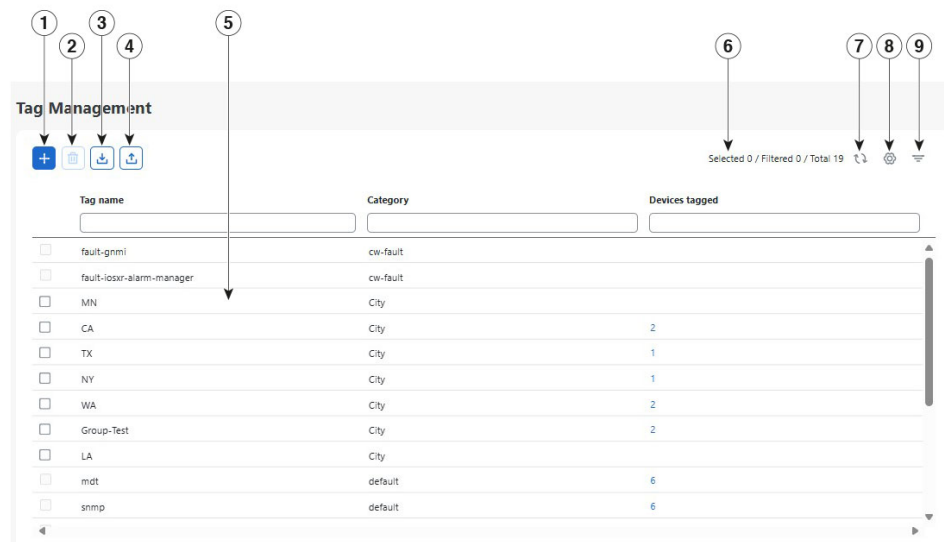 1 3 5
2 4 6 7 8 9
Tag Management
Selected 0 / Filtered 0 / Total 19
Tag name Category Devices tagged
fault-gnmi cw-fault
fault-iosxr-alarm-manager cw-fault
MN City
CA City 2
TX City 1
NY City 1
WA City 2
Group-Test City 2
LA City
mdt default 6
snmp default 6